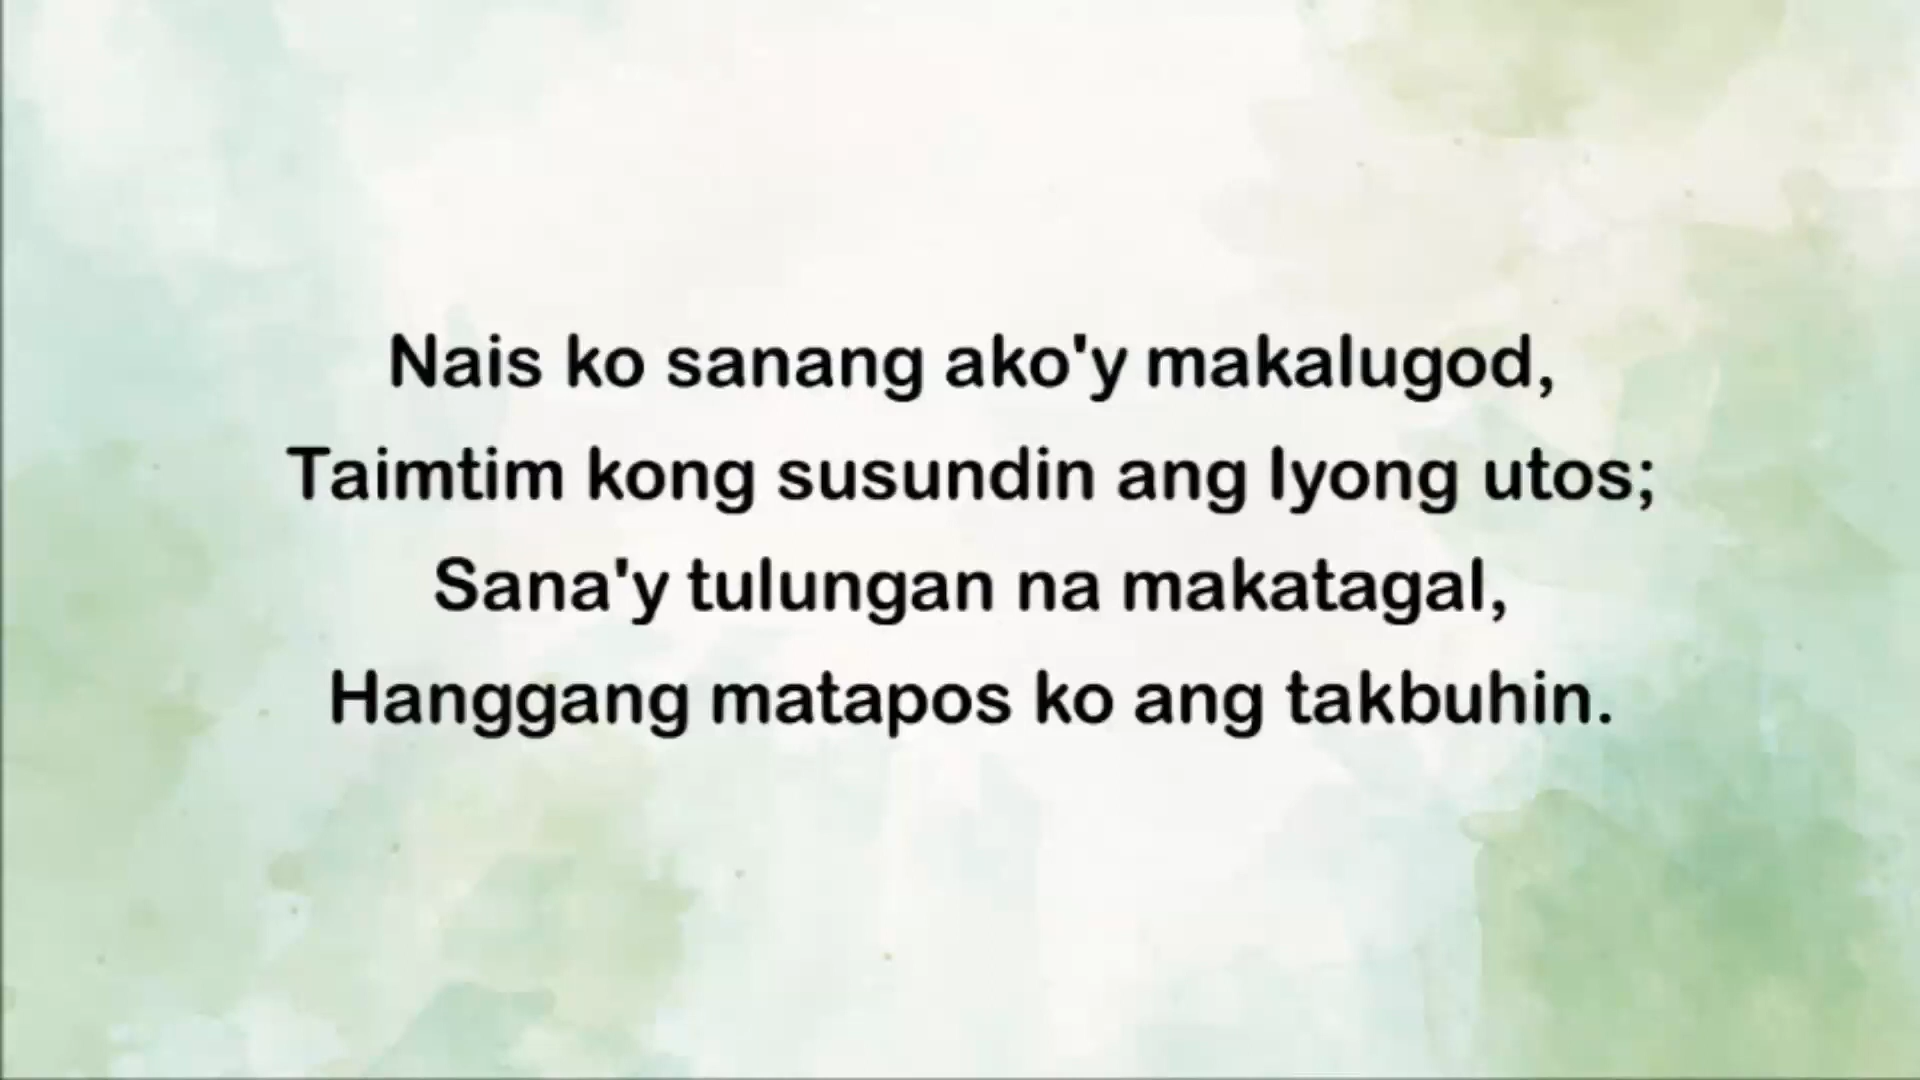 Nais ko sanang ako'y makalugod,
Taimtim kong susundin ang Iyong utos;
Sana'y tulungan na makatagal,
Hanggang matapos ko ang takbuhin.